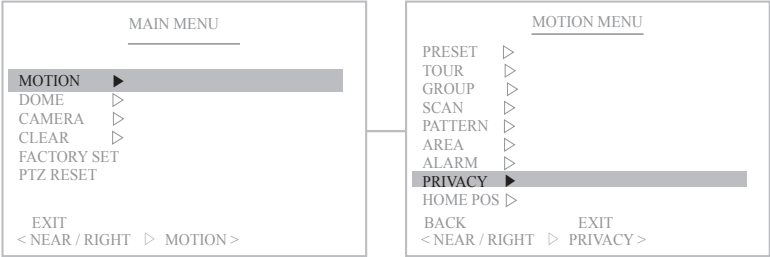 MAIN MENU
MOTION ▶
DOME ▷
CAMERA ▷
CLEAR ▷
FACTORY SET
PTZ RESET
EXIT
< NEAR / RIGHT ▷ MOTION >
MOTION MENU
PRESET ▷
TOUR ▷
GROUP ▷
SCAN ▷
PATTERN ▷
AREA ▷
ALARM ▷
PRIVACY ▶
HOME POS ▷
BACK EXIT
< NEAR / RIGHT ▷ PRIVACY >